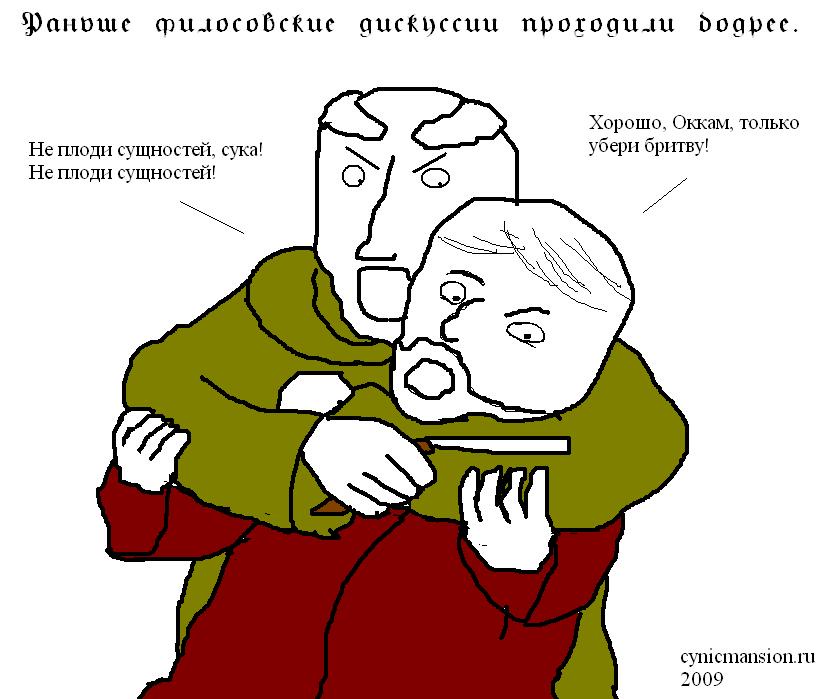 Раньше философские дискуссии проходили бодрее.
Не плоди сущностей, сука!
Не плоди сущностей!
Хорошо, Оккам, только
убери бритву!
cynicmansion.ru
2009